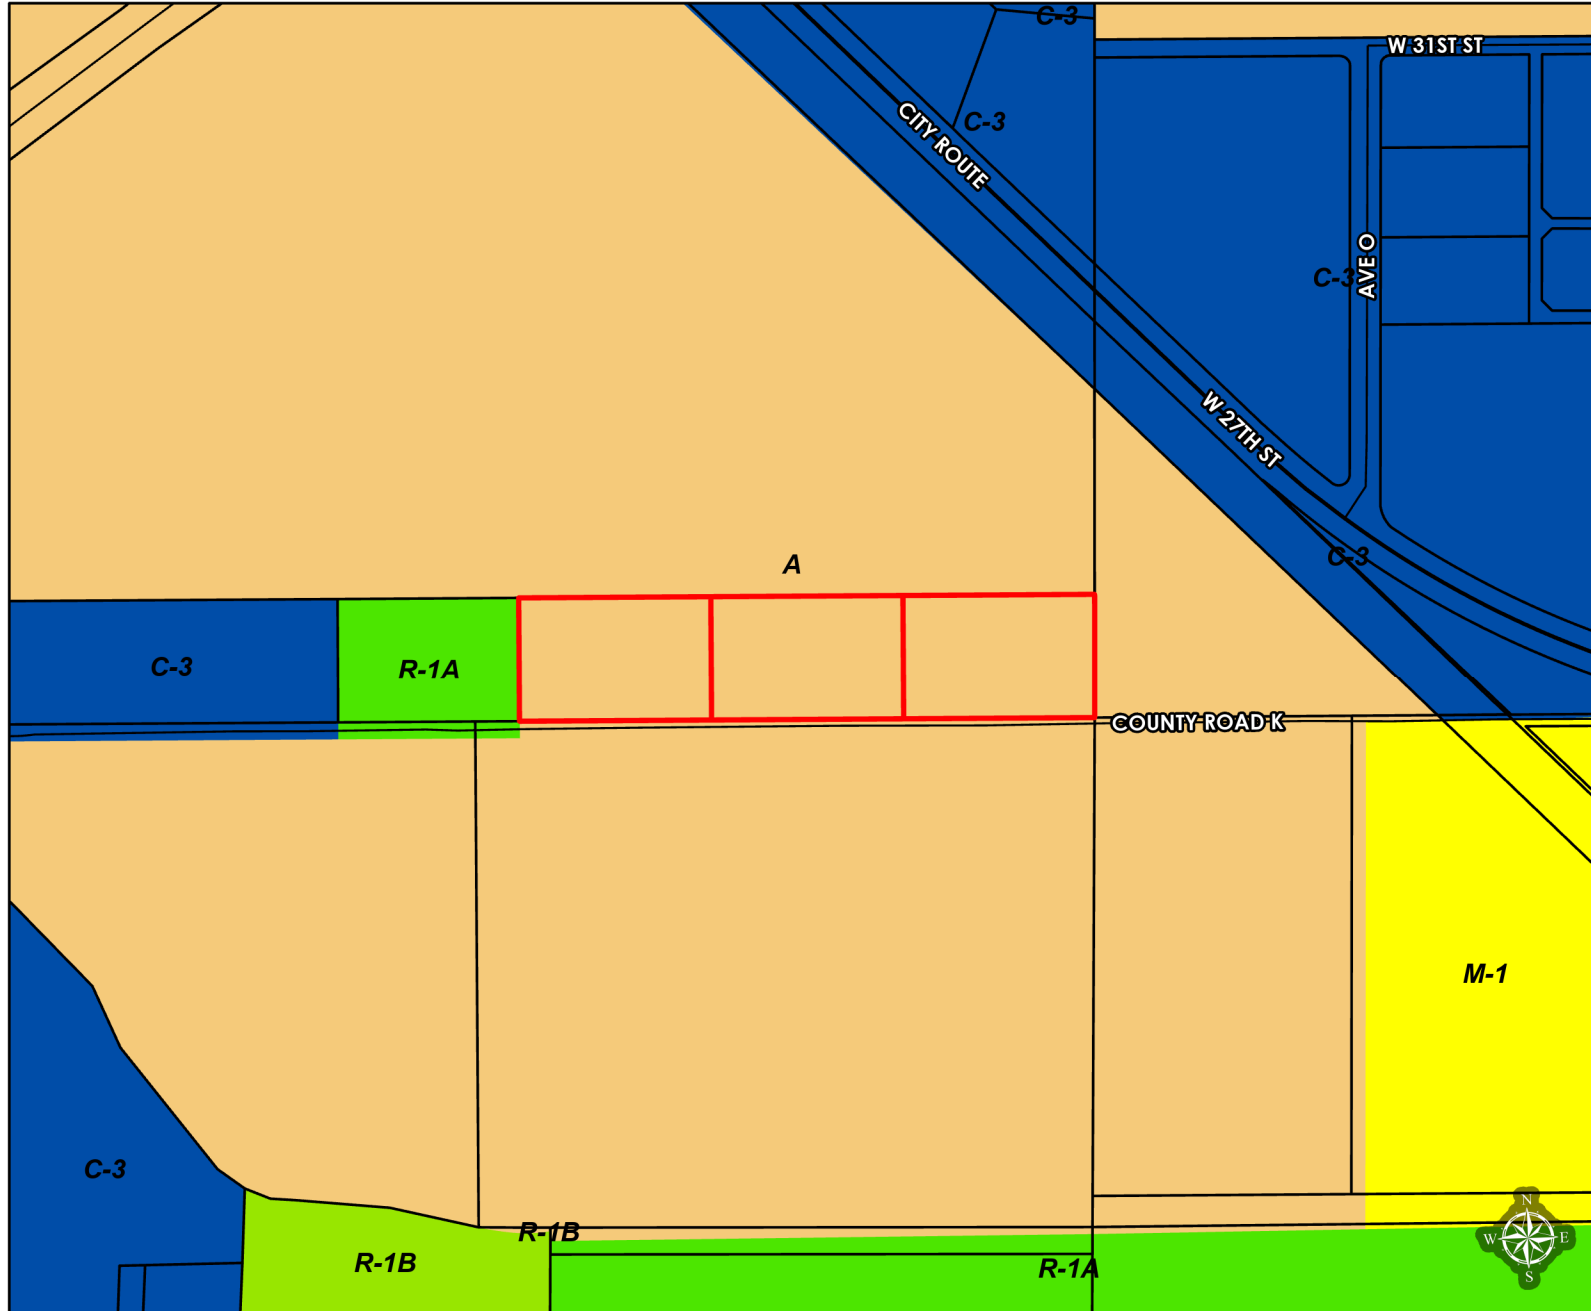 C-3
W 31ST ST
CITY ROUTE
C-3
AVE O
C-3
W 27TH ST
C-3
A
C-3
R-1A
COUNTY ROAD K
M-1
C-3
R-1B
R-1B
R-1A
N
W
E
S